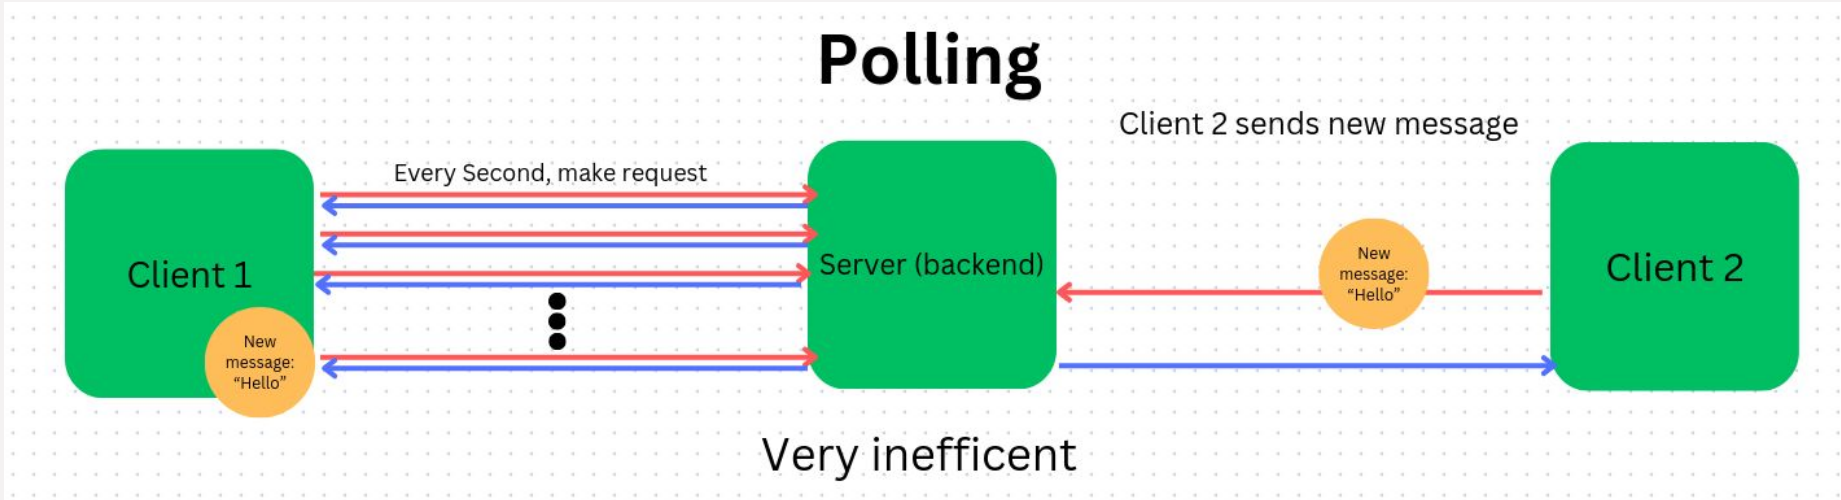 Polling
Client 2 sends new message
Every Second, make request
Client 1
Server (backend)
Client 2
New
message:
“Hello”
New
message:
“Hello”
Very inefficent